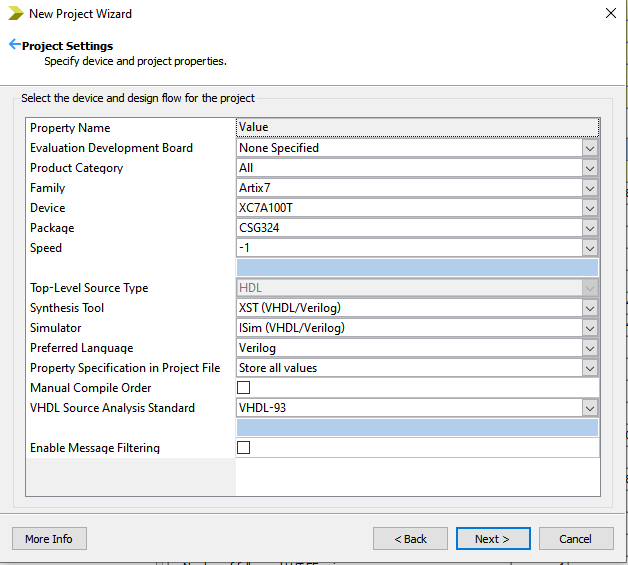 New Project Wizard
Project Settings
Specify device and project properties.
Select the device and design flow for the project
Property Name Value
Evaluation Development Board None Specified
Product Category All
Family Artix7
Device XC7A100T
Package CSG324
Speed -1
Top-Level Source Type HDL
Synthesis Tool XST (VHDL/Verilog)
Simulator ISim (VHDL/Verilog)
Preferred Language Verilog
Property Specification in Project File Store all values
Manual Compile Order
VHDL Source Analysis Standard VHDL-93
Enable Message Filtering
More Info < Back Next > Cancel